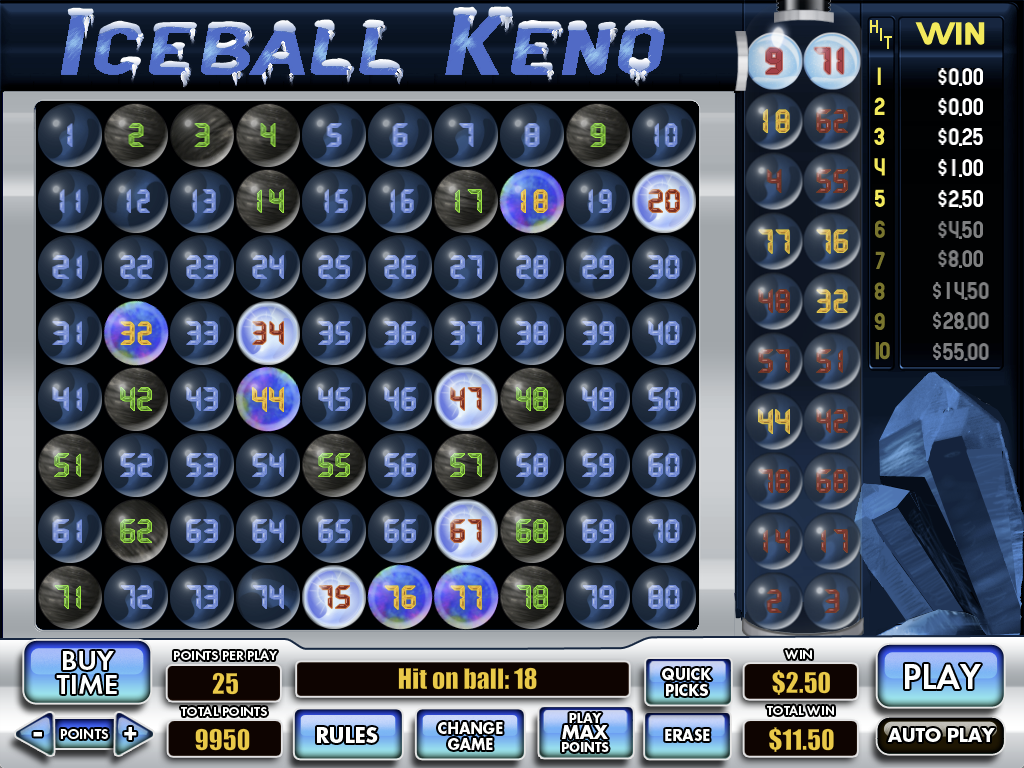 ICEBALL KENO
1 2 3 4 5 6 7 8 9 10
11 12 13 14 15 16 17 18 19 20
21 22 23 24 25 26 27 28 29 30
31 32 33 34 35 36 37 38 39 40
41 42 43 44 45 46 47 48 49 50
51 52 53 54 55 56 57 58 59 60
61 62 63 64 65 66 67 68 69 70
71 72 73 74 75 76 77 78 79 80
9 71
18 62
4 55
77 76
48 32
57 51
44 42
78 68
14 17
2 3
HIT WIN
1 $0.00
2 $0.00
3 $0.25
4 $1.00
5 $2.50
6 $4.50
7 $8.00
8 $14.50
9 $28.00
10 $55.00
BUY
TIME
POINTS PER PLAY
25
Hit on ball: 18
QUICK
PICKS
WIN
$2.50
PLAY
- POINTS +
TOTAL POINTS
9950
RULES
CHANGE
GAME
PLAY
MAX
POINTS
ERASE
TOTAL WIN
$11.50
AUTO PLAY